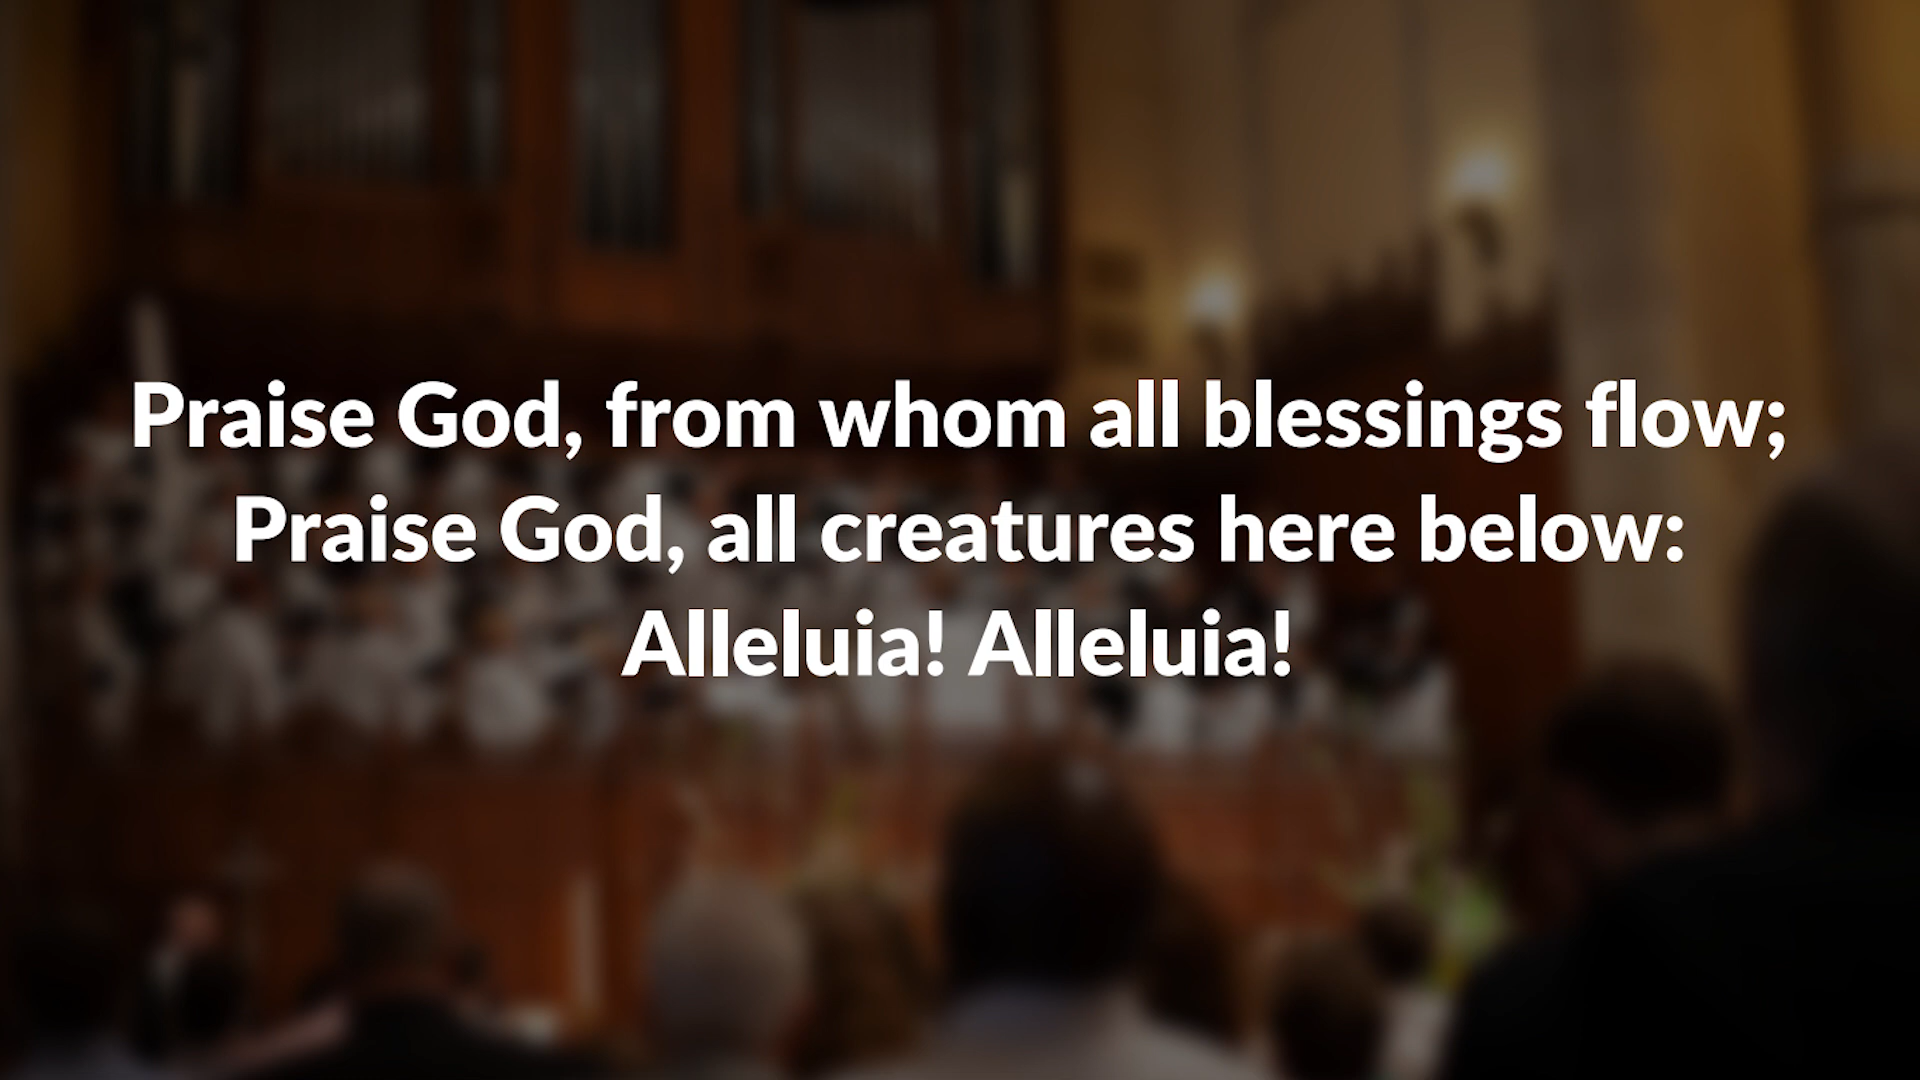 Praise God, from whom all blessings flow;
Praise God, all creatures here below:
Alleluia! Alleluia!